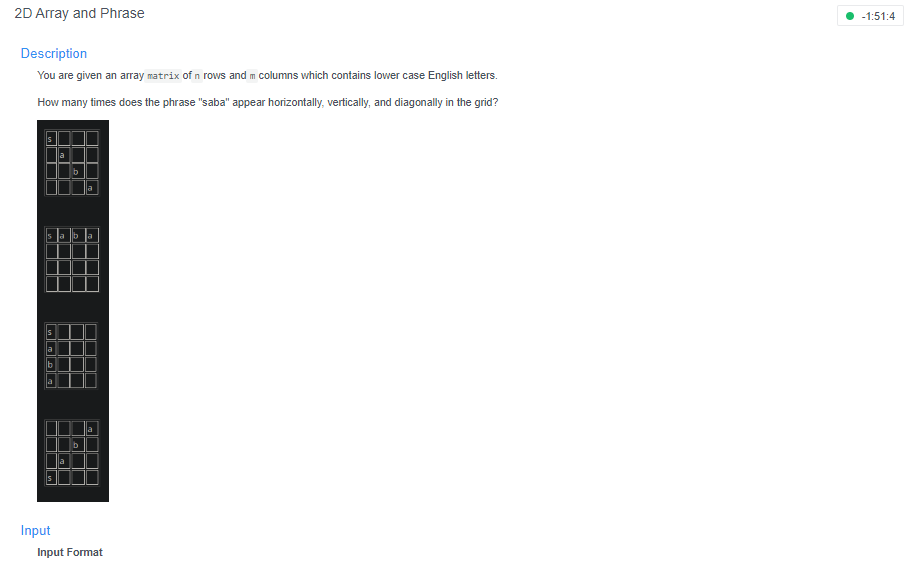 2D Array and Phrase
-1:51:4
Description
You are given an array matrix of n rows and m columns which contains lower case English letters.
How many times does the phrase "saba" appear horizontally, vertically, and diagonally in the grid?
s
a
b
a
s a b a
s
a
b
a
a
b
a
s
Input
Input Format